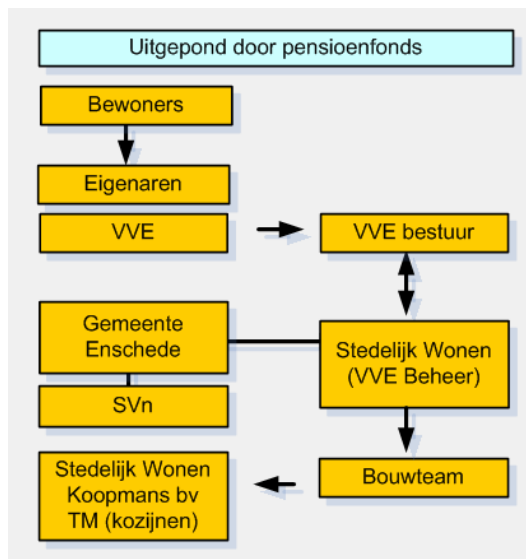 Uitgepond door pensioenfonds
Bewoners
Eigenaren
VVE
VVE bestuur
Gemeente
Enschede
Stedelijk Wonen
(VVE Beheer)
SVn
Stedelijk Wonen
Koopmans bv
TM (kozijnen)
Bouwteam